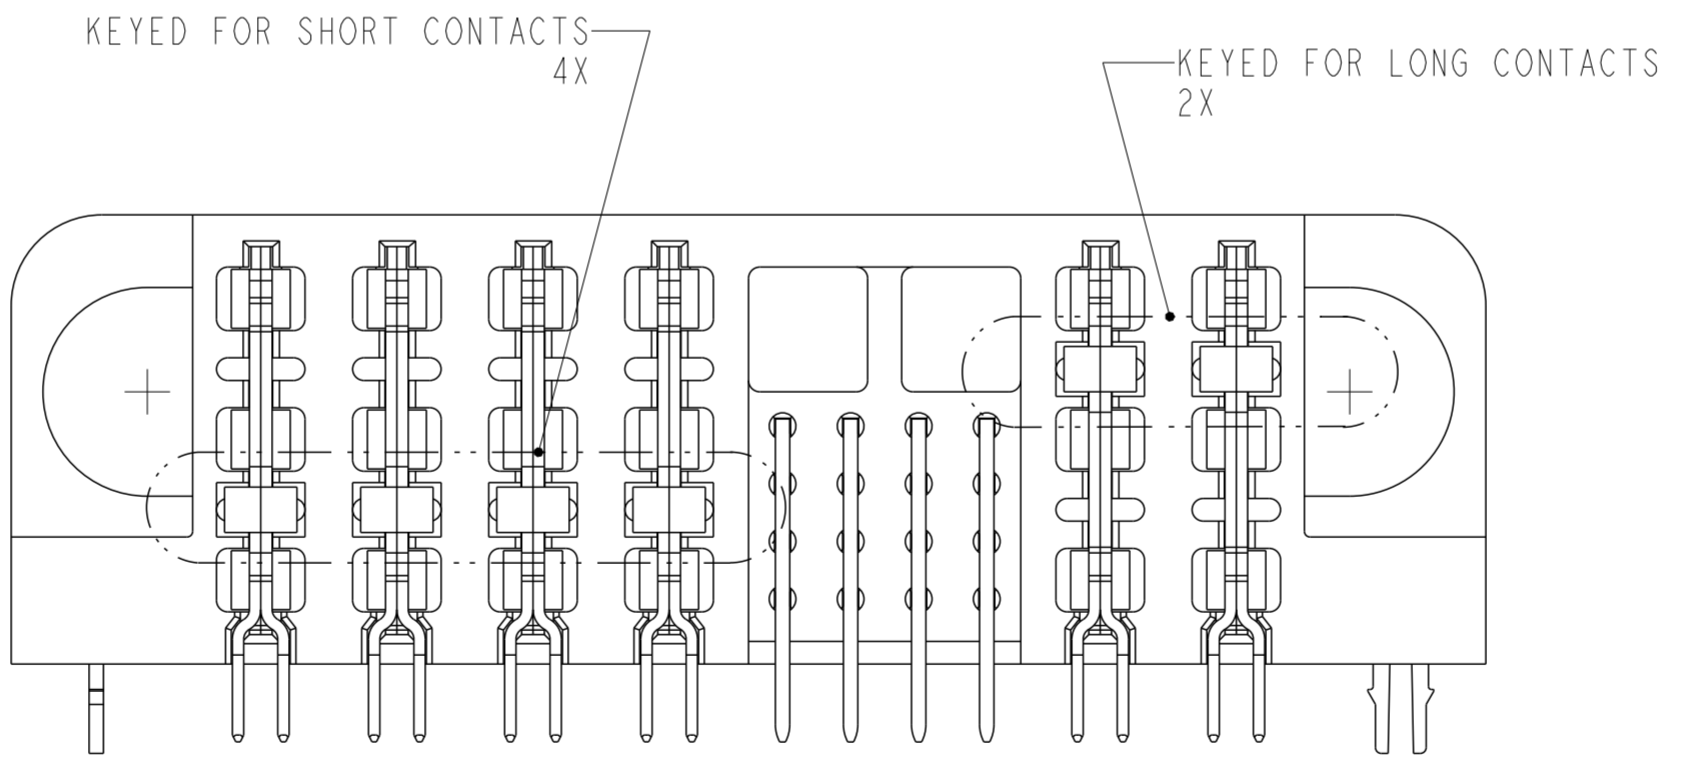 KEYED FOR SHORT CONTACTS
4X
KEYED FOR LONG CONTACTS
2X